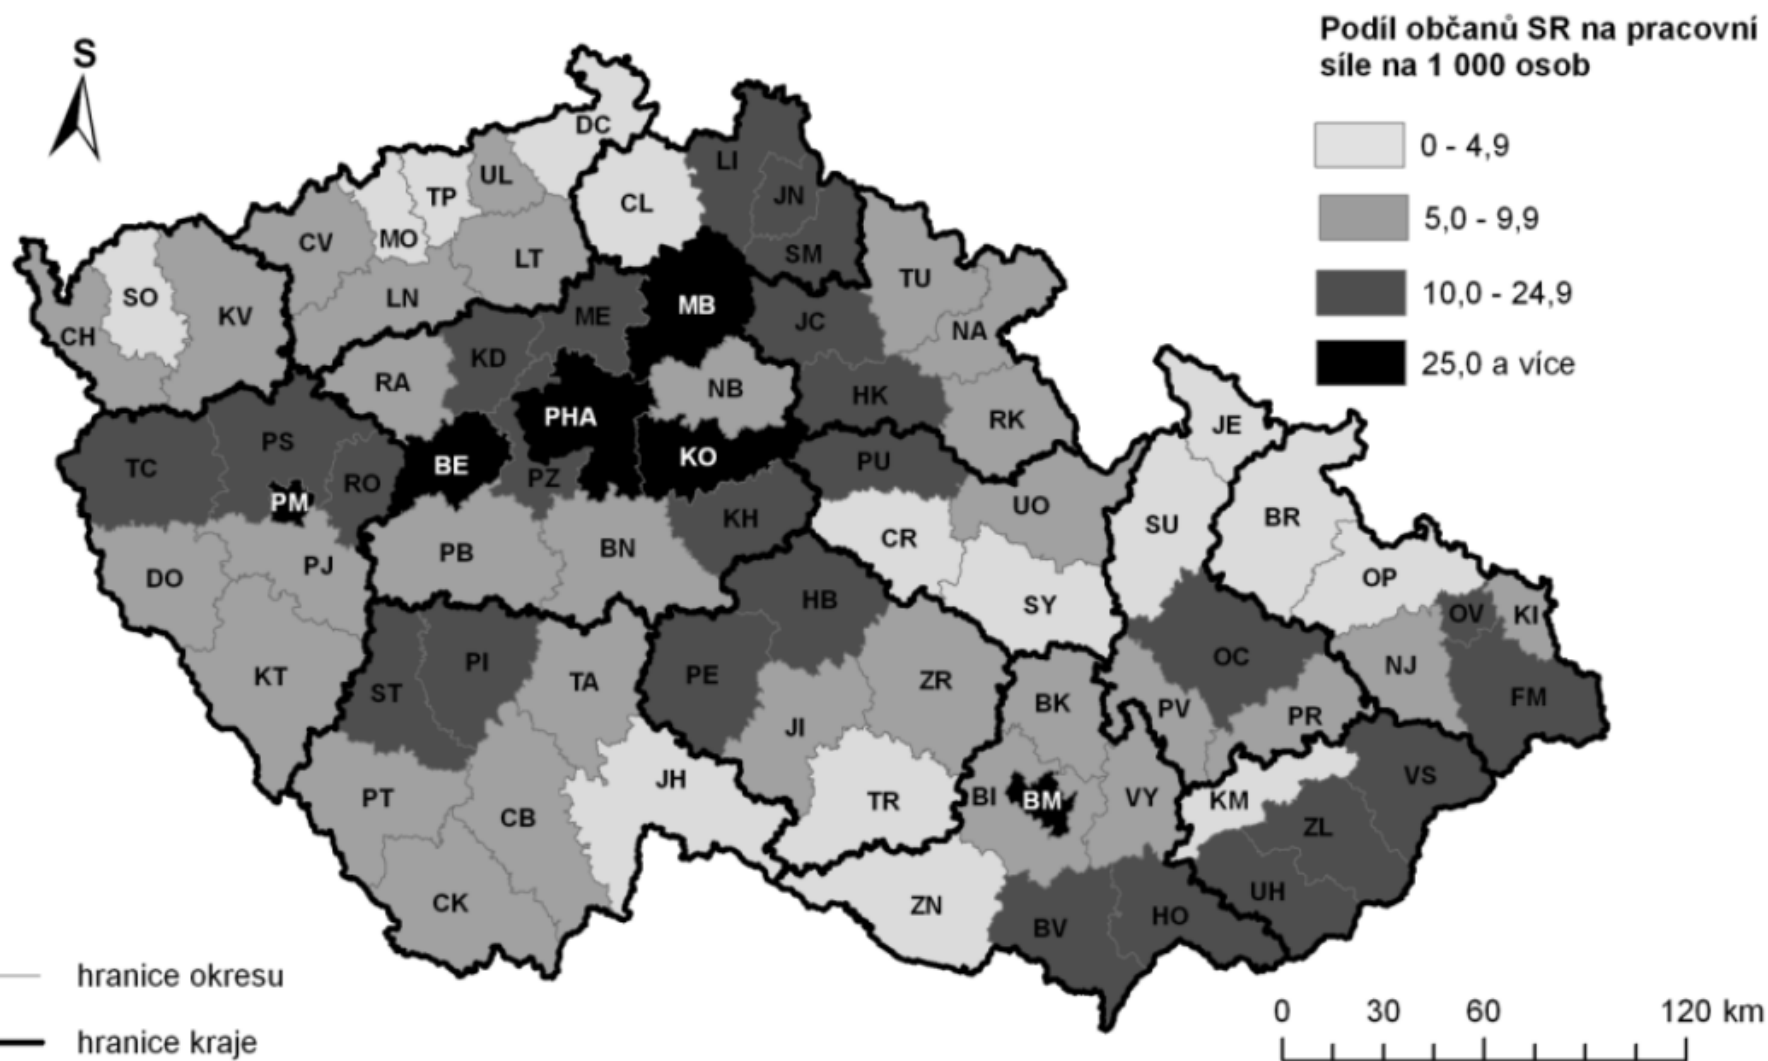 Podíl občanů SR na pracovní
síle na 1 000 osob
S
0 - 4,9
5,0 - 9,9
10,0 - 24,9
25,0 a více
DC
LI
UL
TP
JN
CL
MO
CV
SM
LT
TU
SO
LN
MB
KV
ME
JC
CH
NA
KD
RA
NB
HK
PHA
RK
JE
PS
TC
BE
KO
PU
PZ
RO
PM
UO
SU
BR
KH
CR
PB
BN
PJ
DO
OP
HB
SY
OV
KI
PI
OC
NJ
KT
ST
TA
PE
ZR
FM
BK
PV
PR
JI
JH
VS
PT
TR
BI
BM
VY
KM
CB
ZL
UH
CK
ZN
HO
BV
hranice okresu
hranice kraje
0 30 60 120 km